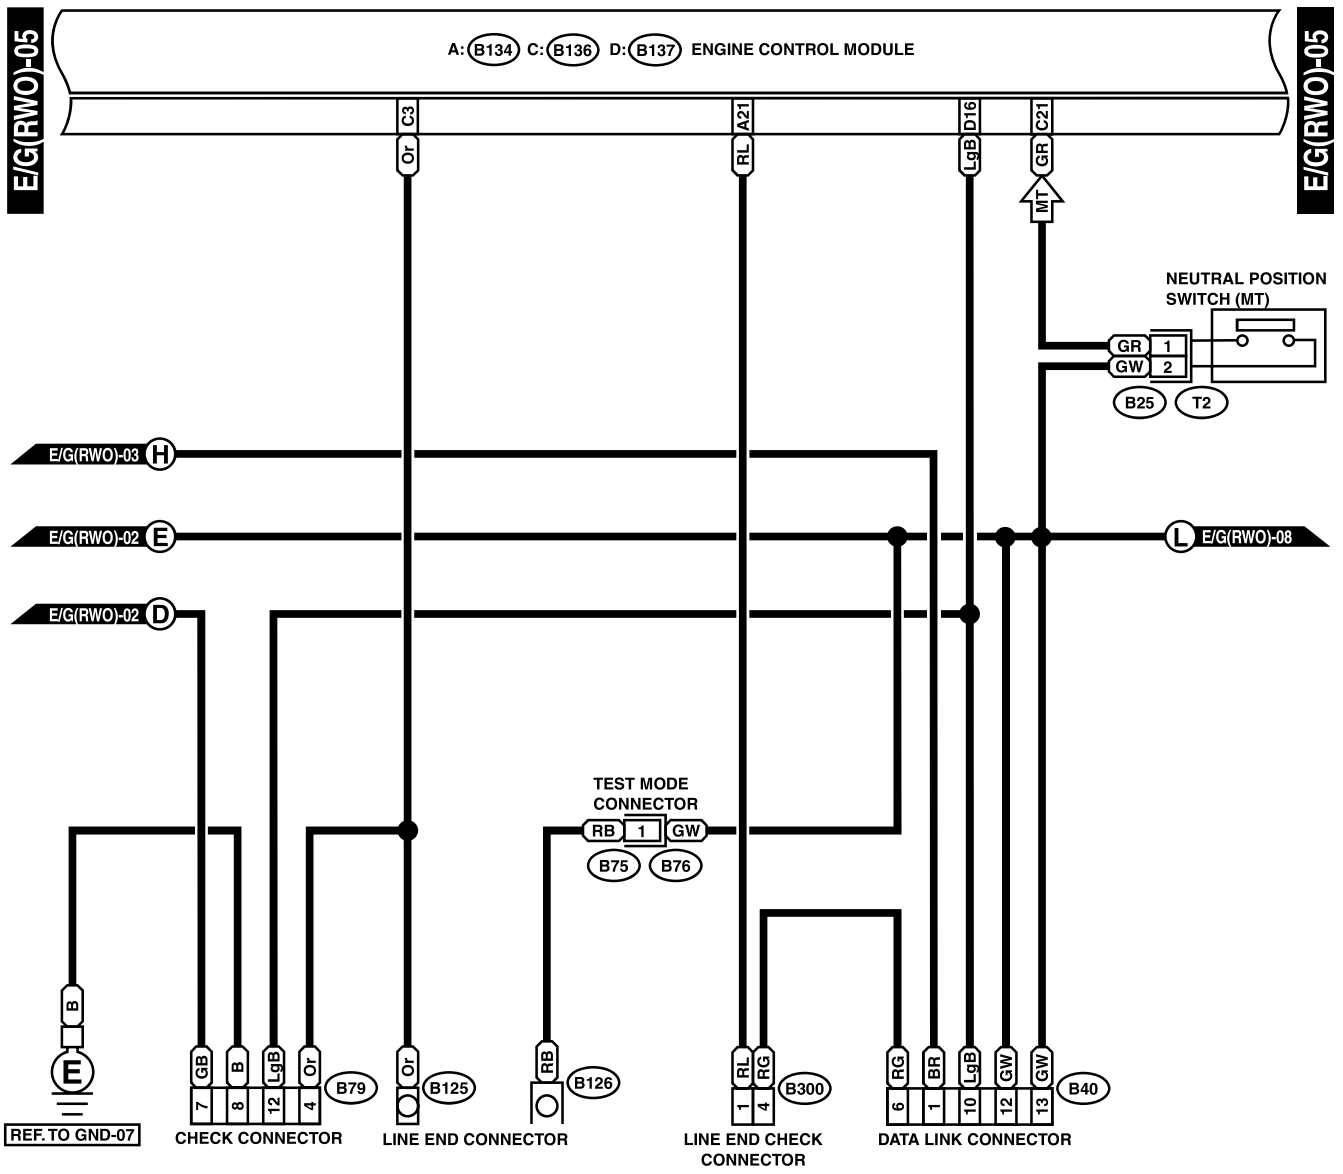 E/G(RWO)-05
A: B134 C: B136 D: B137 ENGINE CONTROL MODULE
E/G(RWO)-05
C3
A21
D16
C21
Or
RL
LgB
GR
MT
NEUTRAL POSITION
SWITCH (MT)
GR 1
GW 2
B25 T2
E/G(RWO)-03 H
E/G(RWO)-02 E
L E/G(RWO)-08
E/G(RWO)-02 D
TEST MODE
CONNECTOR
RB 1 GW
B75 B76
B
E
REF. TO GND-07
GB B LgB Or
7 8 12 4
B79
CHECK CONNECTOR
Or
B125
RB
B126
LINE END CONNECTOR
RL RG
1 4
B300
LINE END CHECK
CONNECTOR
RG BR LgB GW GW
6 1 10 12 13
B40
DATA LINK CONNECTOR